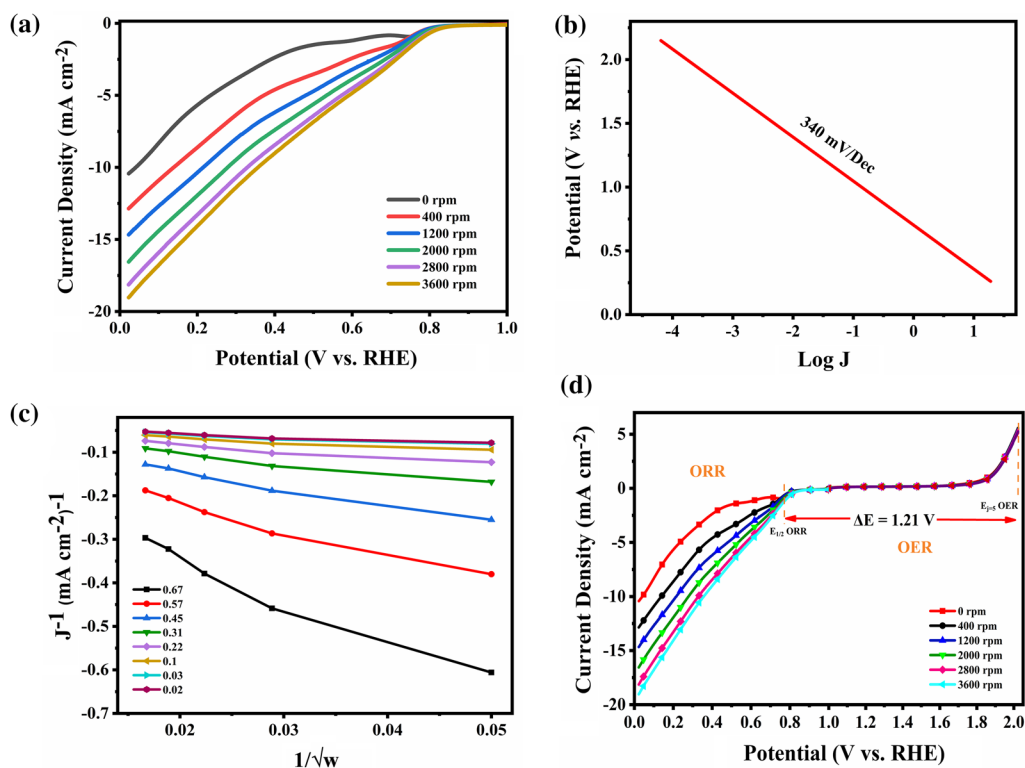 (a)
0
-5
-10
-15
-20
Current Density (mA cm-2)
0 rpm
400 rpm
1200 rpm
2000 rpm
2800 rpm
3600 rpm
0.0 0.2 0.4 0.6 0.8 1.0
Potential (V vs. RHE)
(b)
2.0
1.5
1.0
0.5
0.0
Potential (V vs. RHE)
340 mV/Dec
-4 -3 -2 -1 0 1
Log J
(c)
-0.1
-0.2
-0.3
-0.4
-0.5
-0.6
-0.7
J-1 (mA cm-2)-1
0.67
0.57
0.45
0.31
0.22
0.1
0.03
0.02
0.02 0.03 0.04 0.05
1/√w
(d)
5
0
-5
-10
-15
-20
Current Density (mA cm-2)
ORR
Ej=5 OER
E1/2 ORR
ΔE = 1.21 V
OER
0 rpm
400 rpm
1200 rpm
2000 rpm
2800 rpm
3600 rpm
0.0 0.2 0.4 0.6 0.8 1.0 1.2 1.4 1.6 1.8 2.0
Potential (V vs. RHE)